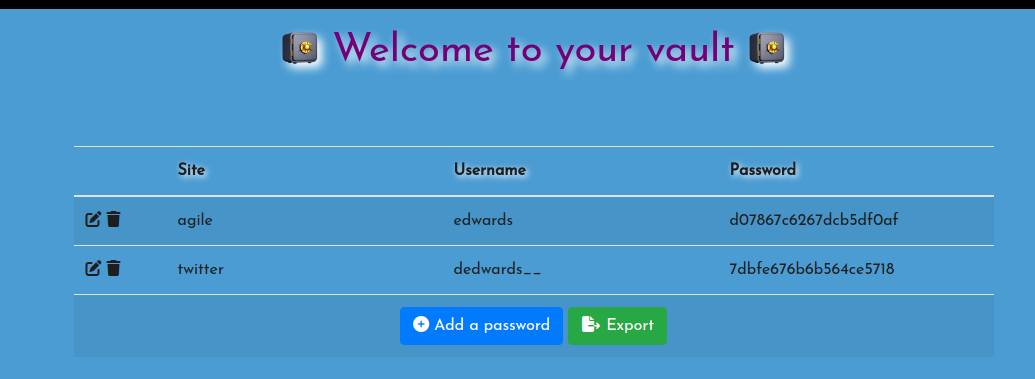 Welcome to your vault
Site Username Password
agile edwards d07867c6267dcb5df0af
twitter dedwards__ 7dbfe676b6b564ce5718
Add a password Export